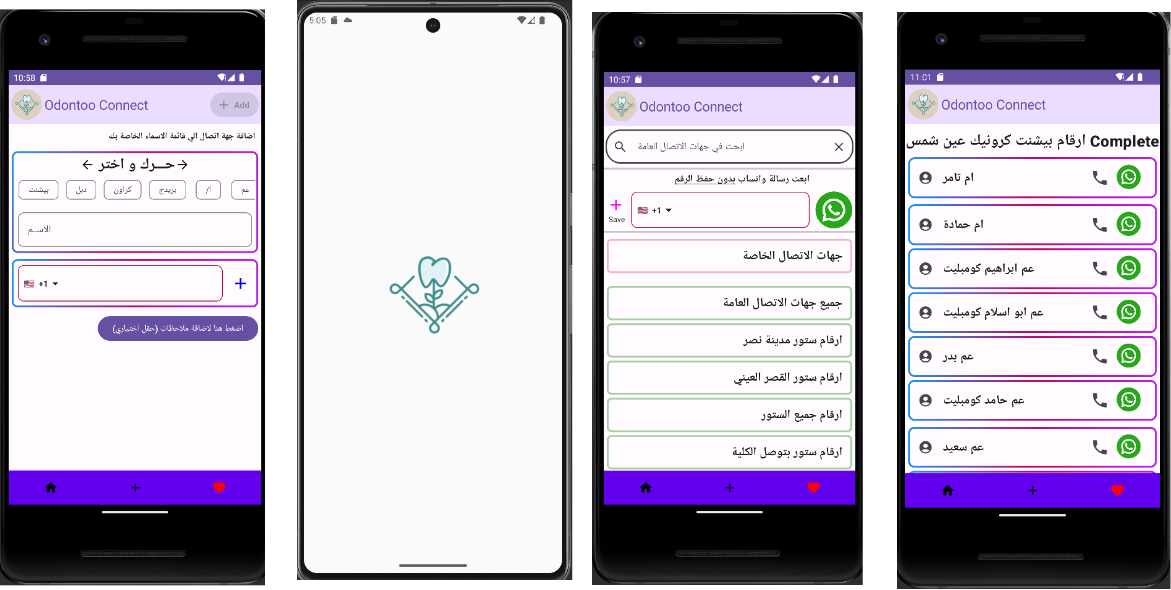 10:58
Odontoo Connect
+ Add
اضافة جهة اتصال الي قائمة الاسماء الخاصة بك
→ حـــرك و اختر ←
عم
ا/
بريدج
كراون
دبل
بيشنت
الاســم
+1
+
اضغط هنا لاضافة ملاحظات (حقل اختياري)
5:05
10:57
Odontoo Connect
ابحث في جهات الاتصال العامة
ابعت رسالة واتساب بدون حفظ الرقم
+
Save
+1
جهات الاتصال الخاصة
جميع جهات الاتصال العامة
ارقام ستور مدينة نصر
ارقام ستور القصر العيني
ارقام جميع الستور
ارقام ستور بتوصل الكلية
11:01
Odontoo Connect
Complete ارقام بيشنت كرونيك عين شمس
ام تامر
ام حمادة
عم ابراهيم كومبليت
عم ابو اسلام كومبليت
عم بدر
عم حامد كومبليت
عم سعيد